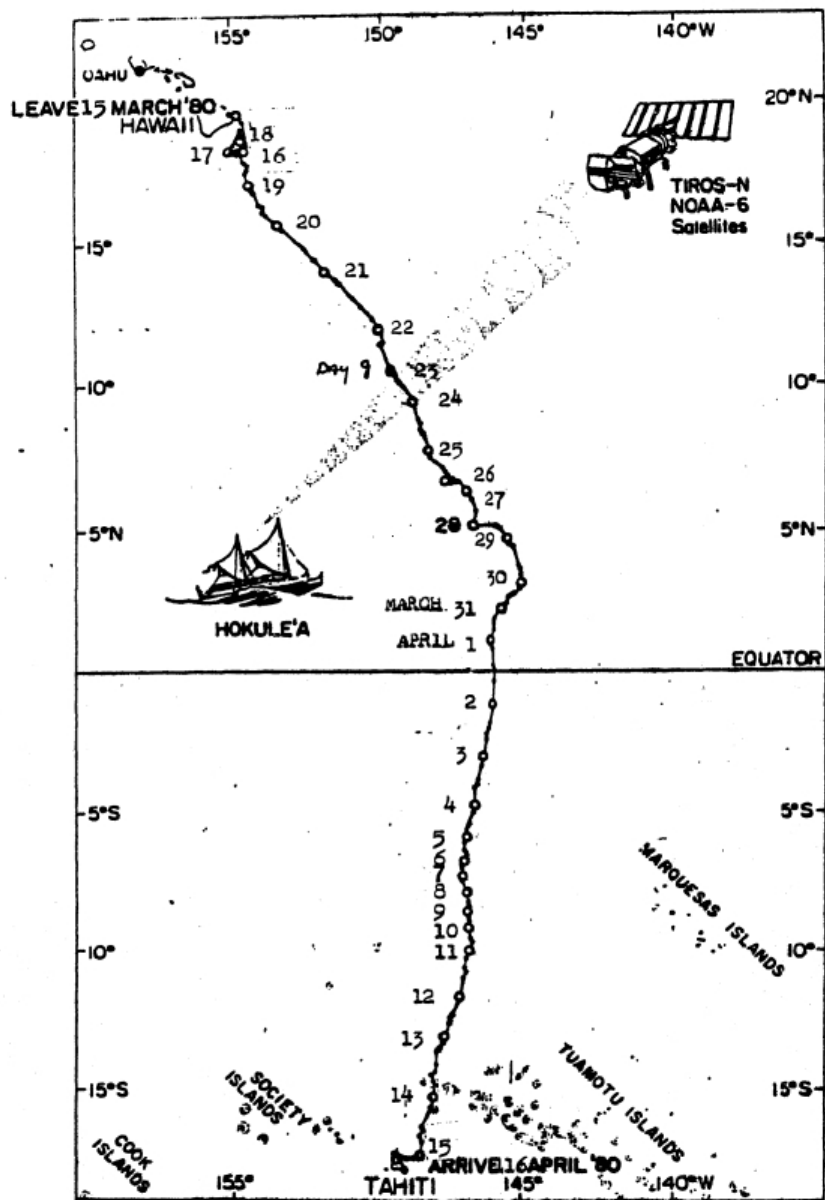 155°
150°
145°
140°W
OAHU
LEAVE 15 MARCH '80
HAWAII
20°N
18
17
16
19
TIROS-N
NOAA-6
Satellites
20
15°
15°N
21
22
Day 9
23
10°
10°N
24
25
26
27
28
5°N
5°N
29
30
MARCH 31
HOKULE'A
APRIL 1
EQUATOR
2
3
4
5°S
5°S
5
6
7
8
9
10
11
MARQUESAS ISLANDS
10°
10°S
12
13
14
15°S
15°S
SOCIETY
ISLANDS
TUAMOTU ISLANDS
COOK
ISLANDS
15
ARRIVE 16 APRIL '80
155°
TAHITI
145°
140°W